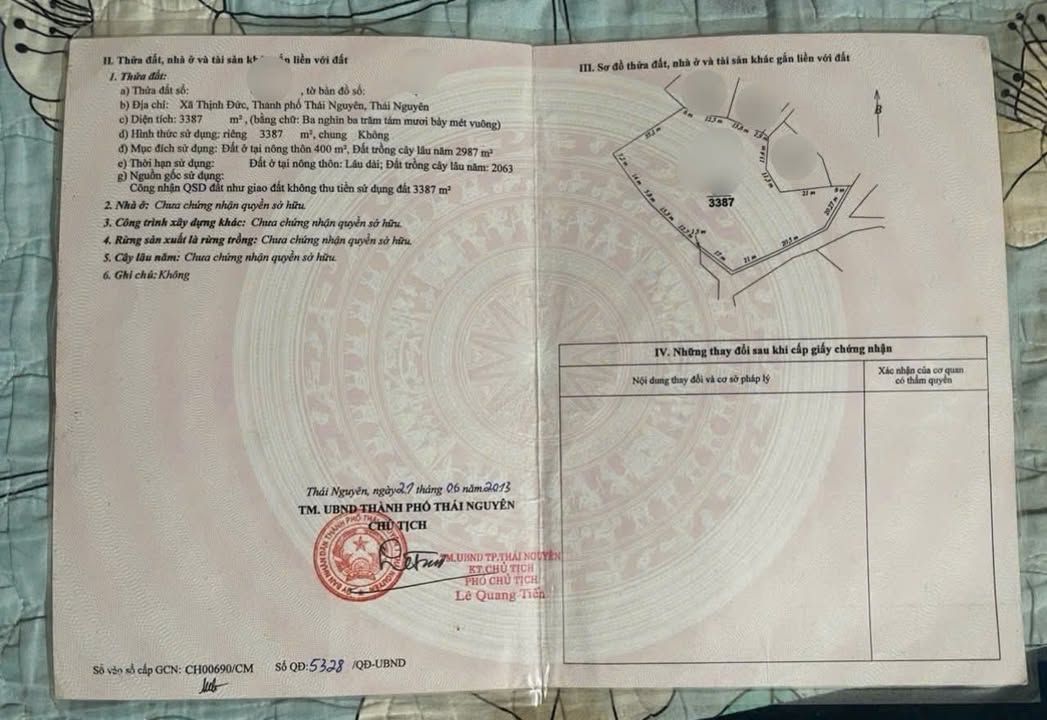 II. Thửa đất, nhà ở và tài sản khác gắn liền với đất
1. Thửa đất:
a) Thửa đất số: , tờ bản đồ số:
b) Địa chỉ: Xã Thịnh Đức, Thành phố Thái Nguyên, Thái Nguyên
c) Diện tích: 3387 m², (bằng chữ: Ba nghìn ba trăm tám mươi bảy mét vuông)
d) Hình thức sử dụng: riêng 3387 m², chung Không
đ) Mục đích sử dụng: Đất ở tại nông thôn 400 m², Đất trồng cây lâu năm 2987 m²
e) Thời hạn sử dụng: Đất ở tại nông thôn: Lâu dài; Đất trồng cây lâu năm: 2063
g) Nguồn gốc sử dụng:
Công nhận QSD đất như giao đất không thu tiền sử dụng đất 3387 m²
2. Nhà ở: Chưa chứng nhận quyền sở hữu.
3. Công trình xây dựng khác: Chưa chứng nhận quyền sở hữu.
4. Rừng sản xuất là rừng trồng: Chưa chứng nhận quyền sở hữu.
5. Cây lâu năm: Chưa chứng nhận quyền sở hữu.
6. Ghi chú: Không
Thái Nguyên, ngày 27 tháng 06 năm 2013
TM. UBND THÀNH PHỐ THÁI NGUYÊN
CHỦ TỊCH
TM.UBND TP.THÁI NGUYÊN
KT.CHỦ TỊCH
PHÓ CHỦ TỊCH
Lê Quang Tiến
Số vào sổ cấp GCN: CH00690/CM Số QĐ: 5328 /QĐ-UBND
III. Sơ đồ thửa đất, nhà ở và tài sản khác gắn liền với đất
B
3387
21 m
20.27 m
20.5 m
21 m
17 m
14 m
IV. Những thay đổi sau khi cấp giấy chứng nhận
Nội dung thay đổi và cơ sở pháp lý
Xác nhận của cơ quan
có thẩm quyền